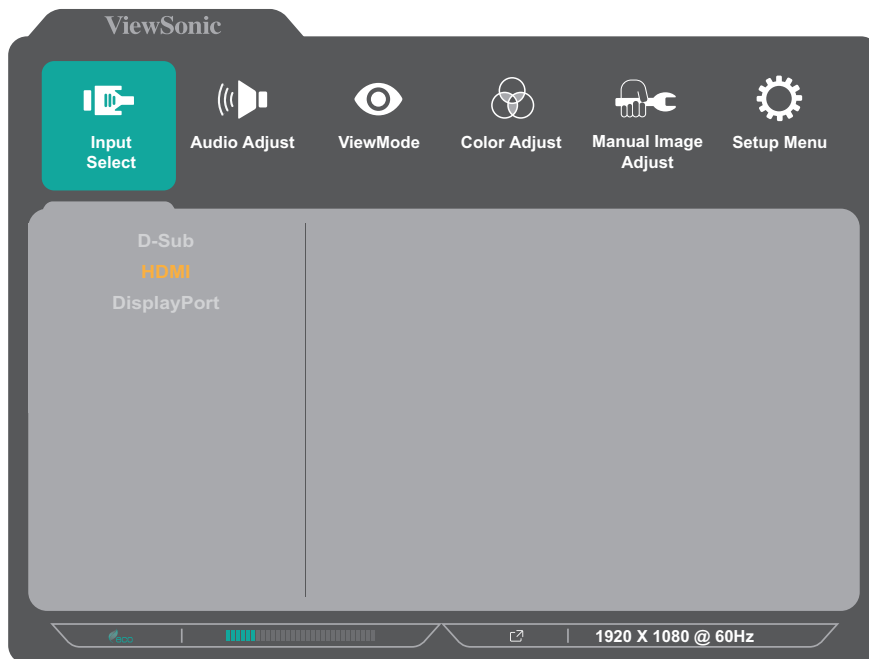 ViewSonic
Input
Select
Audio Adjust
ViewMode
Color Adjust
Manual Image
Adjust
Setup Menu
D-Sub
HDMI
DisplayPort
eco
1920 X 1080 @ 60Hz